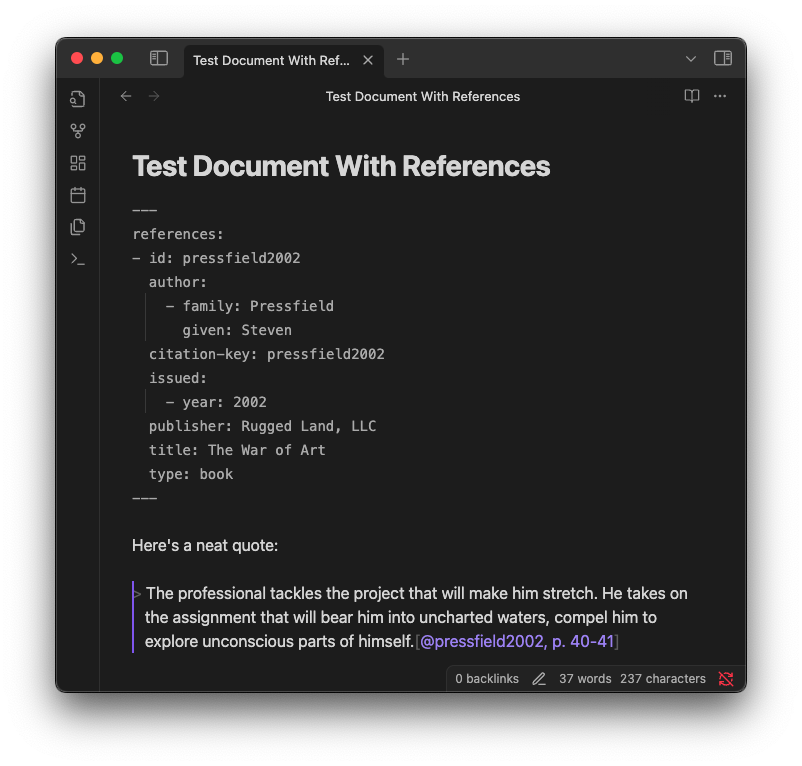 Test Document With Ref...
Test Document With References
Test Document With References
---
references:
- id: pressfield2002
author:
- family: Pressfield
given: Steven
citation-key: pressfield2002
issued:
- year: 2002
publisher: Rugged Land, LLC
title: The War of Art
type: book
---
Here's a neat quote:
> The professional tackles the project that will make him stretch. He takes on
the assignment that will bear him into uncharted waters, compel him to
explore unconscious parts of himself.[@pressfield2002, p. 40-41]
0 backlinks 37 words 237 characters